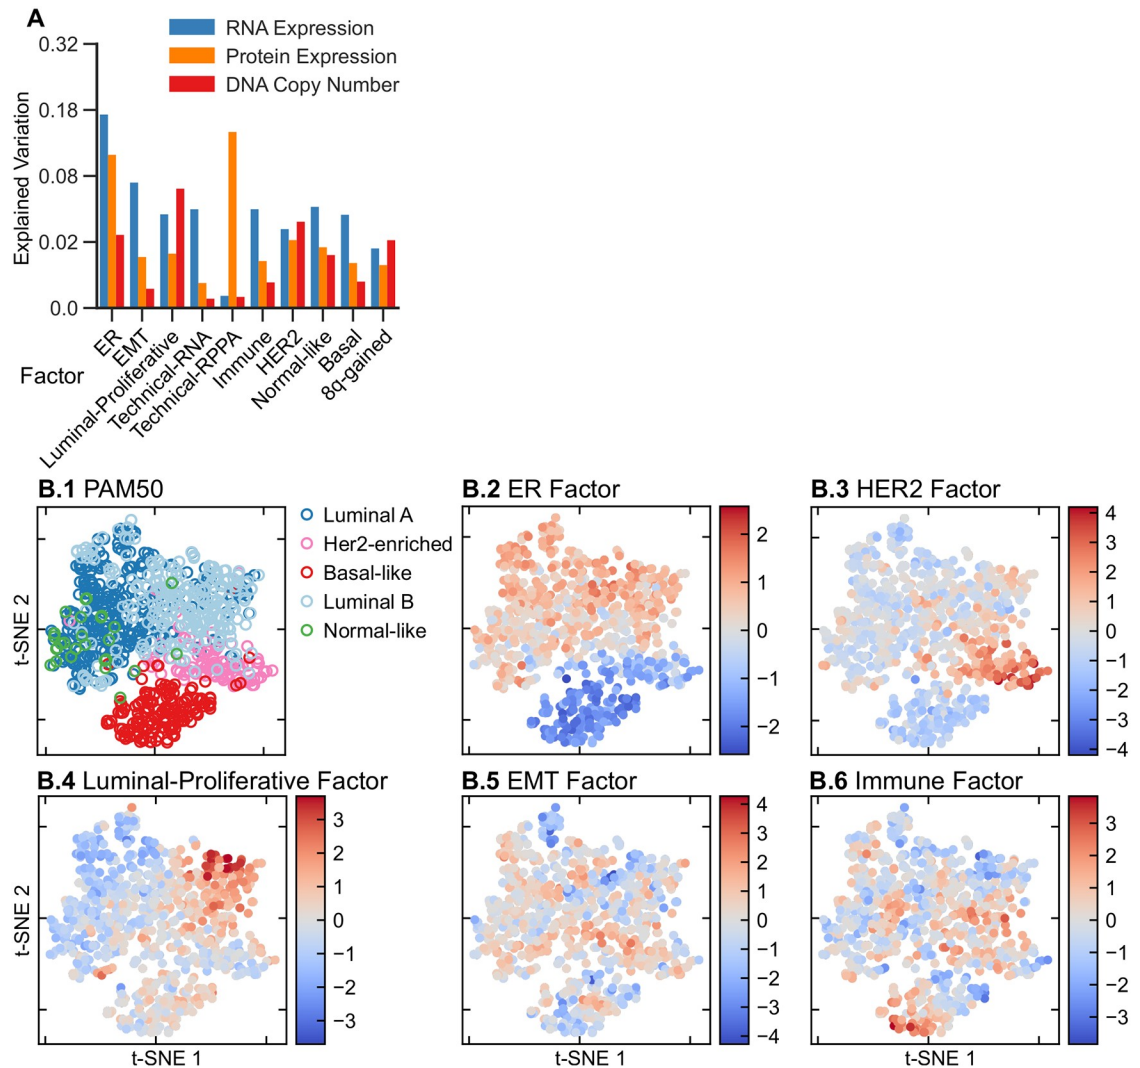 A
RNA Expression
Protein Expression
DNA Copy Number
Explained Variation
0.32
0.18
0.08
0.02
0.0
Factor
ER
EMT
Luminal-Proliferative
Technical-RNA
Technical-RPPA
Immune
HER2
Normal-like
Basal
8q-gained
B.1 PAM50
t-SNE 2
Luminal A
Her2-enriched
Basal-like
Luminal B
Normal-like
B.2 ER Factor
2
1
0
−1
−2
B.3 HER2 Factor
4
3
2
1
0
−1
−2
−3
−4
B.4 Luminal-Proliferative Factor
t-SNE 2
t-SNE 1
3
2
1
0
−1
−2
−3
B.5 EMT Factor
t-SNE 1
4
3
2
1
0
−1
−2
−3
−4
B.6 Immune Factor
t-SNE 1
3
2
1
0
−1
−2
−3